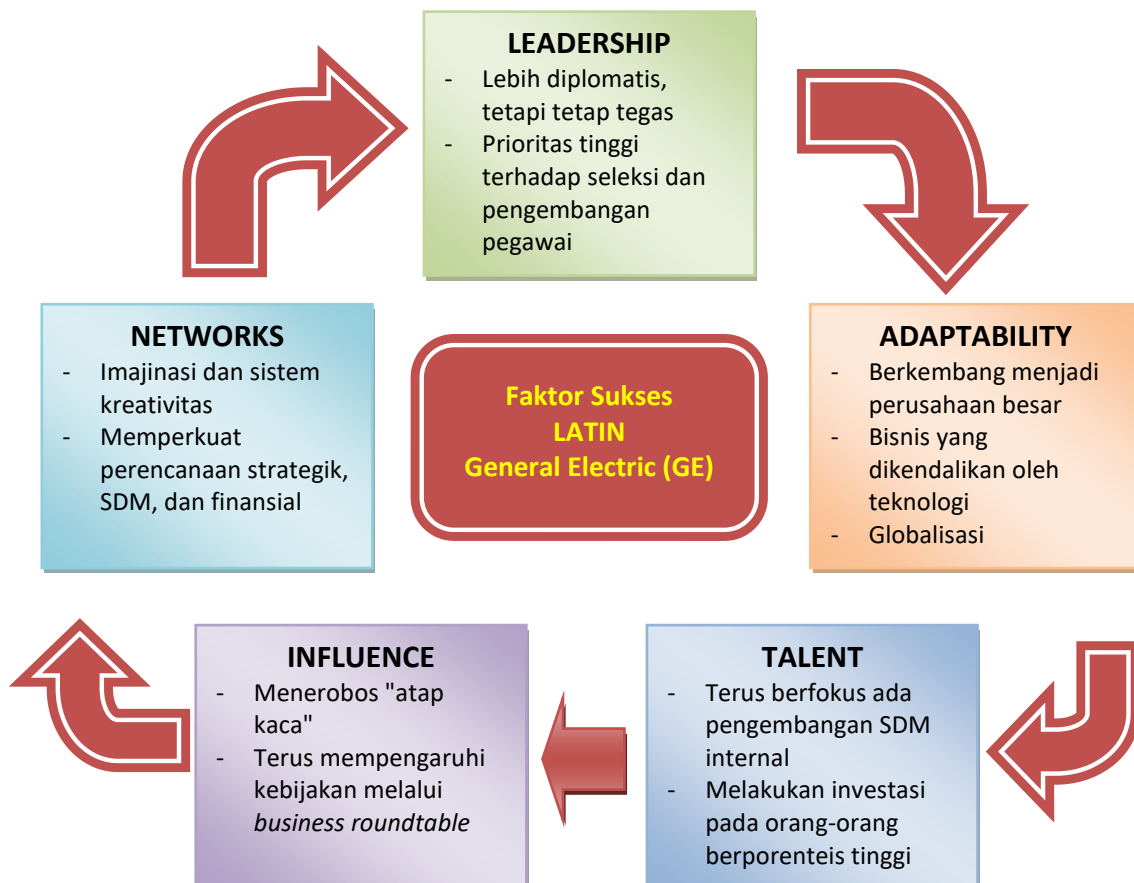 LEADERSHIP
- Lebih diplomatis,
tetapi tetap tegas
- Prioritas tinggi
terhadap seleksi dan
pengembangan
pegawai
NETWORKS
- Imajinasi dan sistem
kreativitas
- Memperkuat
perencanaan strategik,
SDM, dan finansial
Faktor Sukses
LATIN
General Electric (GE)
ADAPTABILITY
- Berkembang menjadi
perusahaan besar
- Bisnis yang
dikendalikan oleh
teknologi
- Globalisasi
INFLUENCE
- Menerobos "atap
kaca"
- Terus mempengaruhi
kebijakan melalui
business roundtable
TALENT
- Terus berfokus ada
pengembangan SDM
internal
- Melakukan investasi
pada orang-orang
berporenteis tinggi